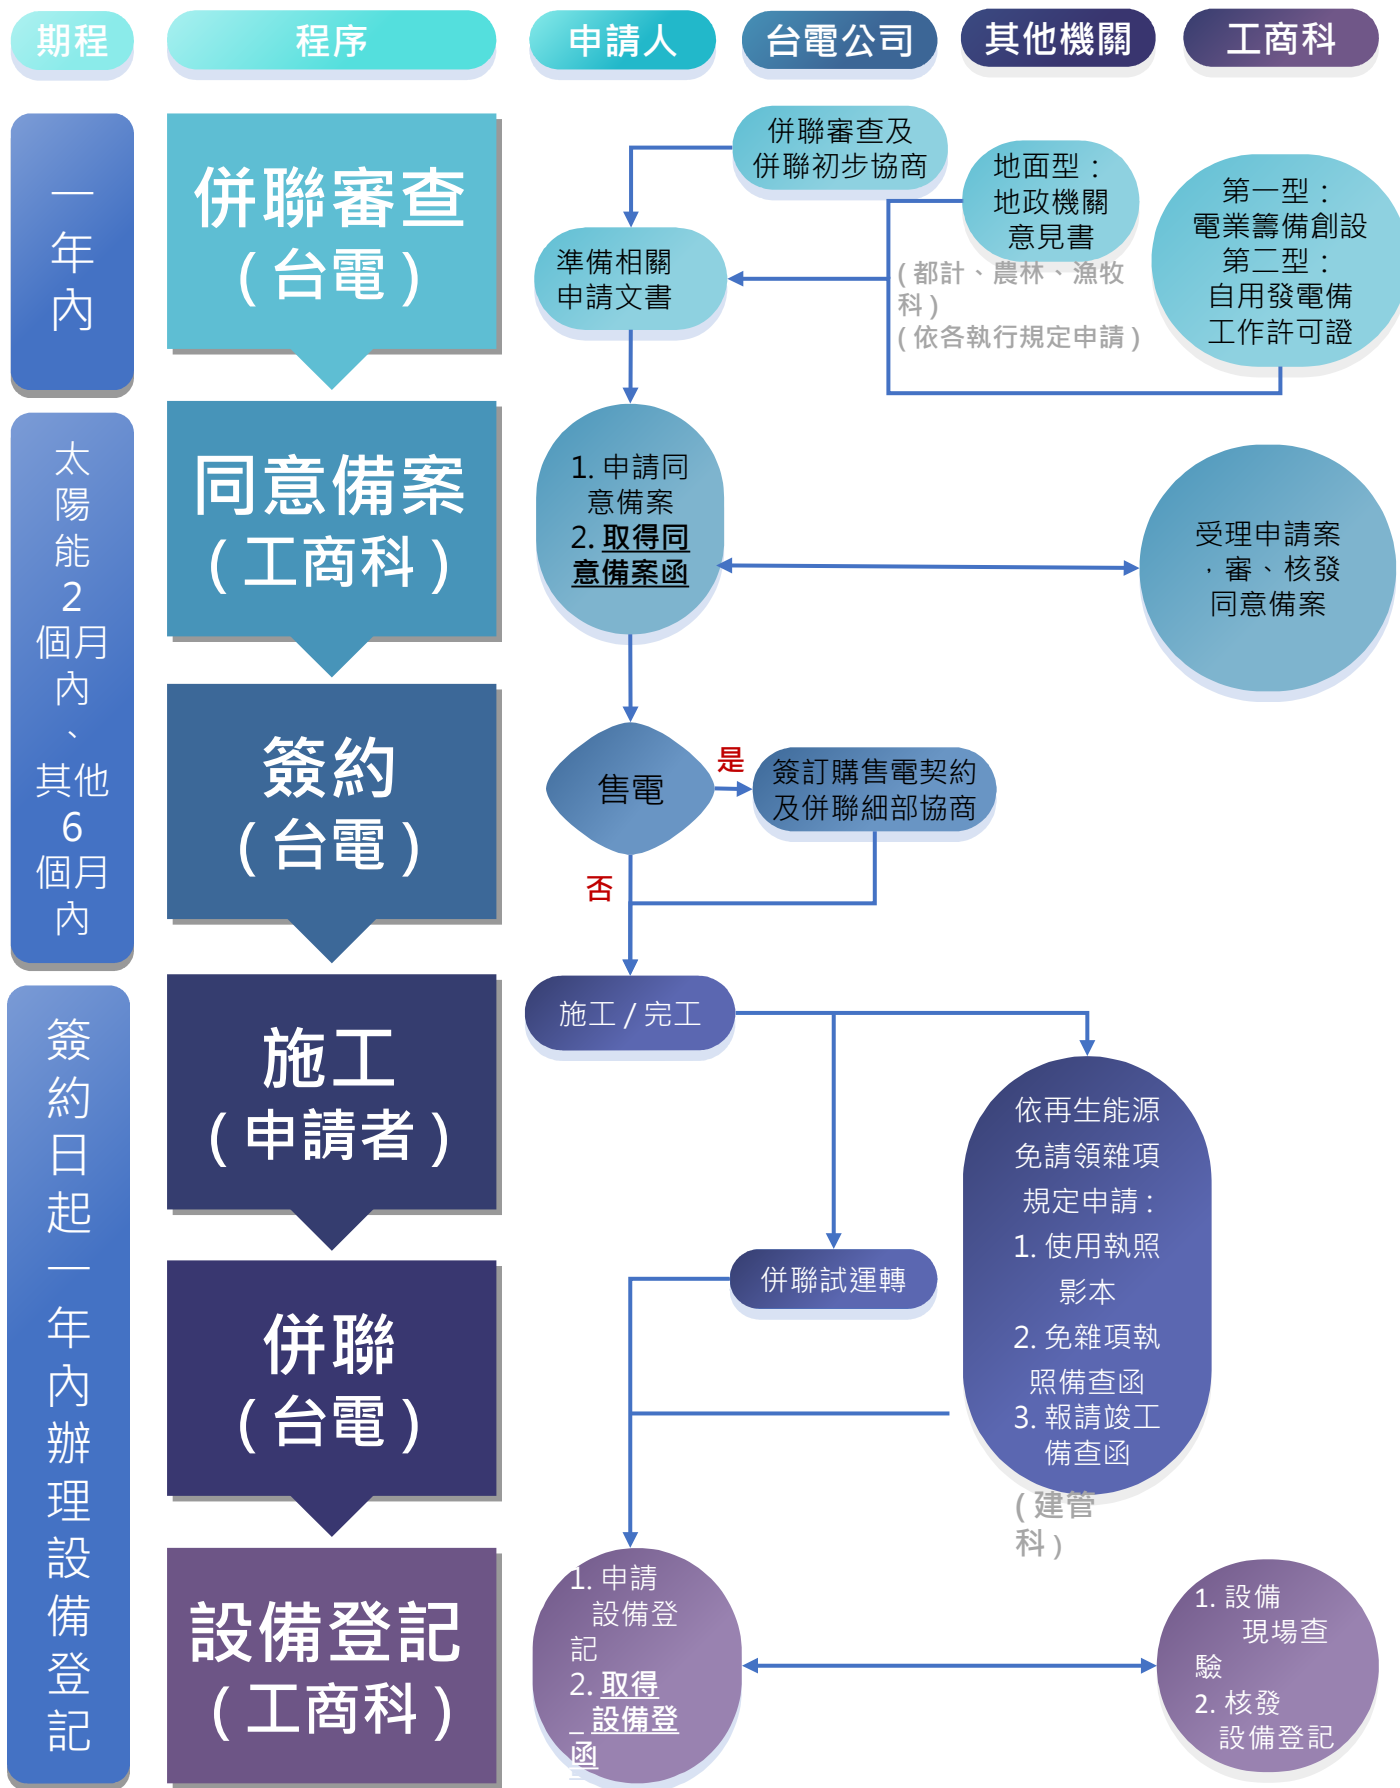 期程
程序
申請人
台電公司
其他機關
工商科
一
年
內
併聯審查
(台電)
併聯審查及
併聯初步協商
地面型：
地政機關
意見書
(都計、農林、漁牧
科)
(依各執行規定申請)
第一型：
電業籌備創設
第二型：
自用發電備
工作許可證
準備相關
申請文書
太
陽
能
2
個月
內
、
其他
6
個月
內
同意備案
(工商科)
1. 申請同
意備案
2. 取得同
意備案函
受理申請案
，審、核發
同意備案
簽約
(台電)
售電
是
簽訂購售電契約
及併聯細部協商
否
簽
約
日
起
一
年
內
辦
理
設
備
登
記
施工
(申請者)
施工/完工
依再生能源
免請領雜項
規定申請：
1. 使用執照
影本
2. 免雜項執
照備查函
3. 報請竣工
備查函
(建管
科)
併聯
(台電)
併聯試運轉
設備登記
(工商科)
1. 申請
設備登
記
2. 取得
設備登
函
1. 設備
現場查
驗
2. 核發
設備登記